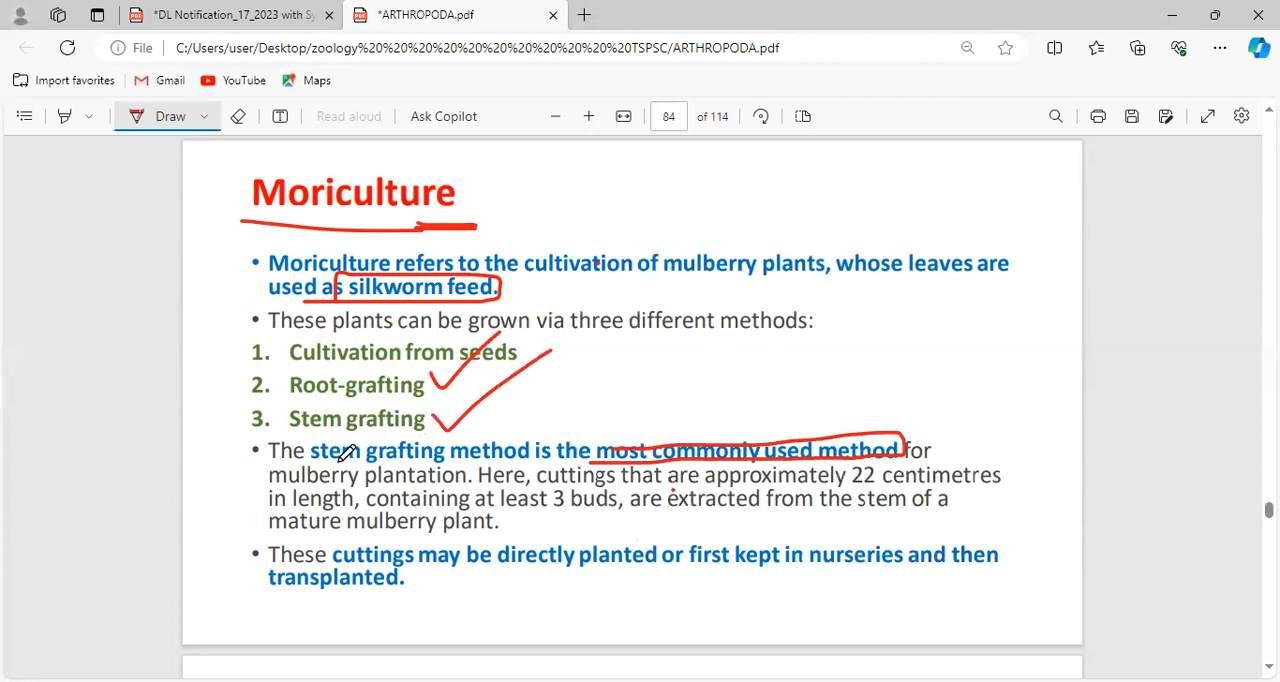 *DL Notification_17_2023 with Sy
*ARTHROPODA.pdf
File
C:/Users/user/Desktop/zoology%20%20%20%20%20%20%20%20%20%20TSPSC/ARTHROPODA.pdf
Import favorites
Gmail
YouTube
Maps
Draw
Read aloud
Ask Copilot
84 of 114
Moriculture
• Moriculture refers to the cultivation of mulberry plants, whose leaves are
used as silkworm feed.
• These plants can be grown via three different methods:
1. Cultivation from seeds
2. Root-grafting
3. Stem grafting
• The stem grafting method is the most commonly used method for
mulberry plantation. Here, cuttings that are approximately 22 centimetres
in length, containing at least 3 buds, are extracted from the stem of a
mature mulberry plant.
• These cuttings may be directly planted or first kept in nurseries and then
transplanted.